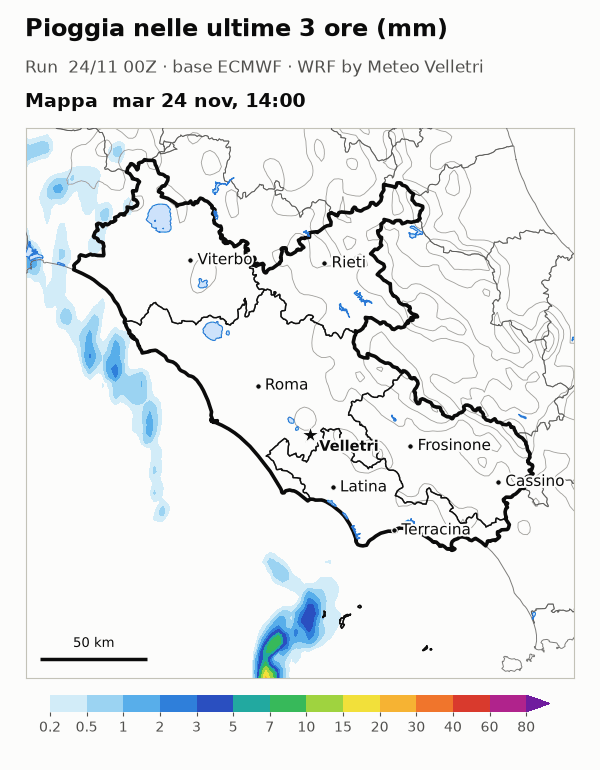 Pioggia nelle ultime 3 ore (mm)
Run  24/11 00Z · base ECMWF · WRF by Meteo Velletri
Mappa  mar 24 nov, 14:00
Viterbo
Rieti
Roma
Velletri
Frosinone
Latina
Cassino
Terracina
50 km
0.2 0.5 1 2 3 5 7 10 15 20 30 40 60 80